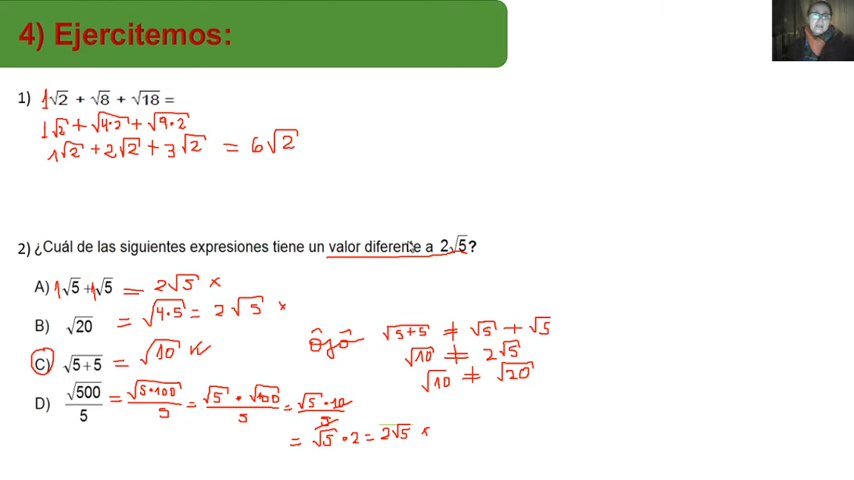 4) Ejercitemos:
1) 1√2 + √8 + √18 =
1√2 + √4·2 + √9·2
1√2 + 2√2 + 3√2 = 6√2
2) ¿Cuál de las siguientes expresiones tiene un valor diferente a 2√5?
A) 1√5 + 1√5 = 2√5 x
B) √20 = √4·5 = 2√5 x
C) √5+5 = √10 ✓
D) √500/5 = √5·100/5 = √5 · √100/5 = √5·10/5
= √5 · 2 = 2√5 x
Ojo √5+5 ≠ √5 + √5
√10 ≠ 2√5
√10 ≠ √20